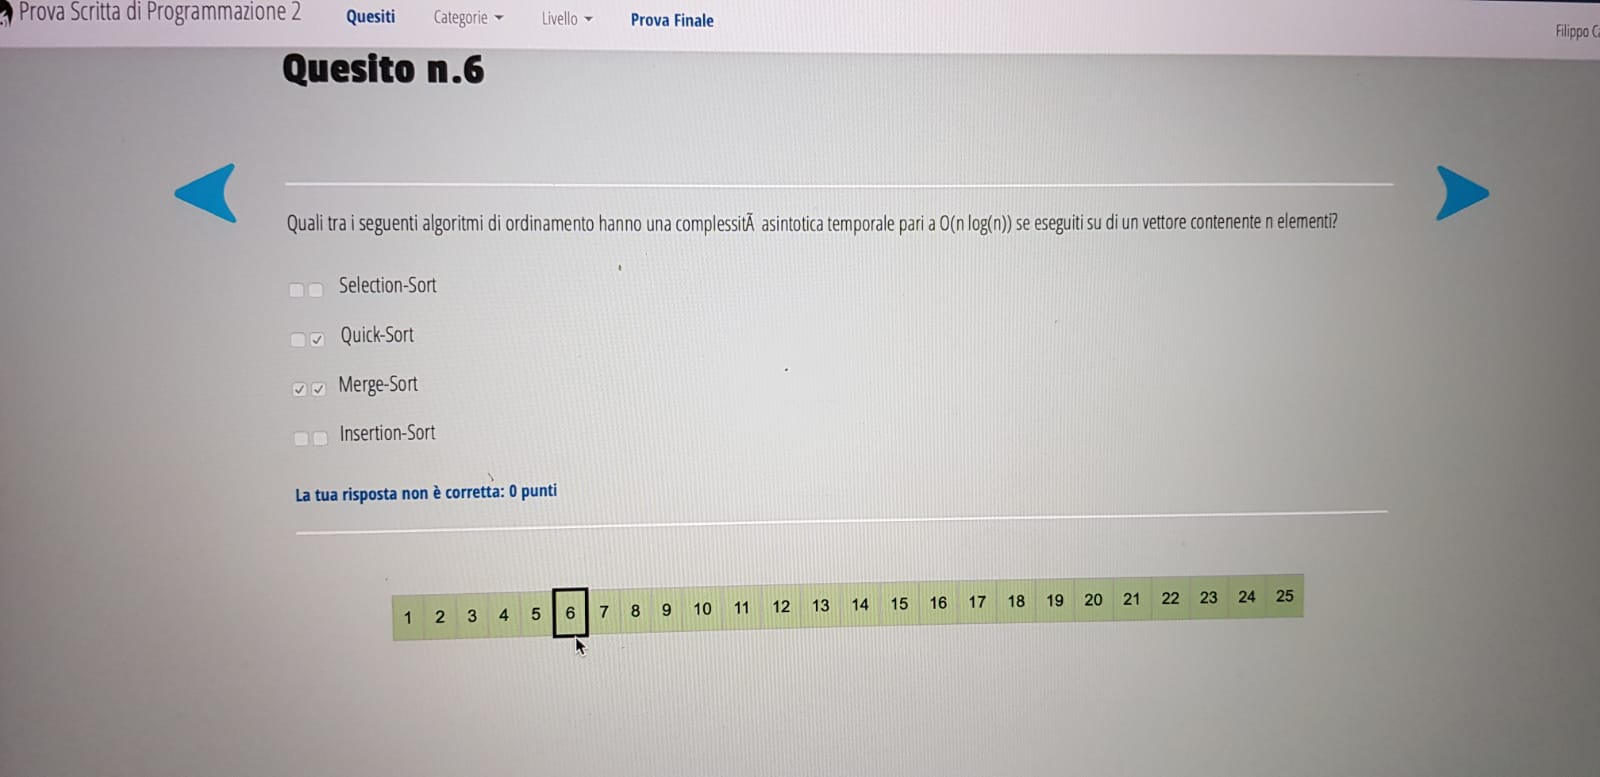 Prova Scritta di Programmazione 2 Quesiti Categorie Livello Prova Finale
Filippo
Quesito n.6
Quali tra i seguenti algoritmi di ordinamento hanno una complessitÃ asintotica temporale pari a O(n log(n)) se eseguiti su di un vettore contenente n elementi?
Selection-Sort
Quick-Sort
Merge-Sort
Insertion-Sort
La tua risposta non è corretta: 0 punti
1 2 3 4 5 6 7 8 9 10 11 12 13 14 15 16 17 18 19 20 21 22 23 24 25